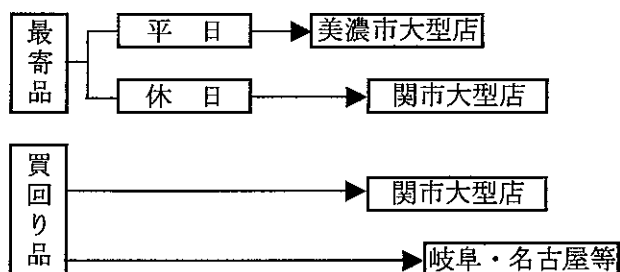 最寄品
平日
美濃市大型店
休日
関市大型店
買回り品
関市大型店
岐阜・名古屋等